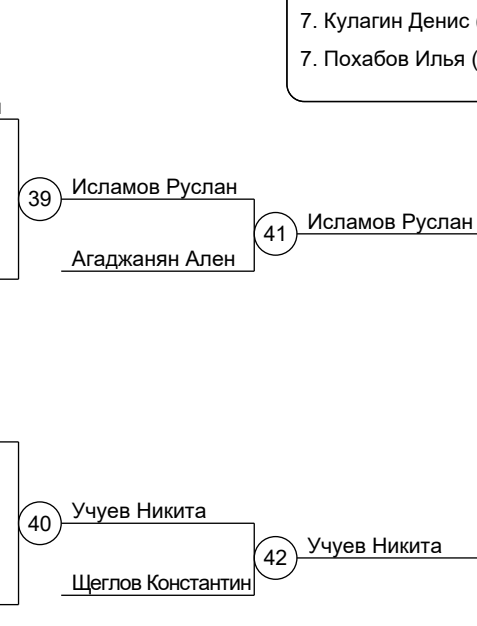 7. Кулагин Денис (
7. Похабов Илья (
39
Исламов Руслан
Агаджанян Ален
41
Исламов Руслан
40
Учуев Никита
Щеглов Константин
42
Учуев Никита